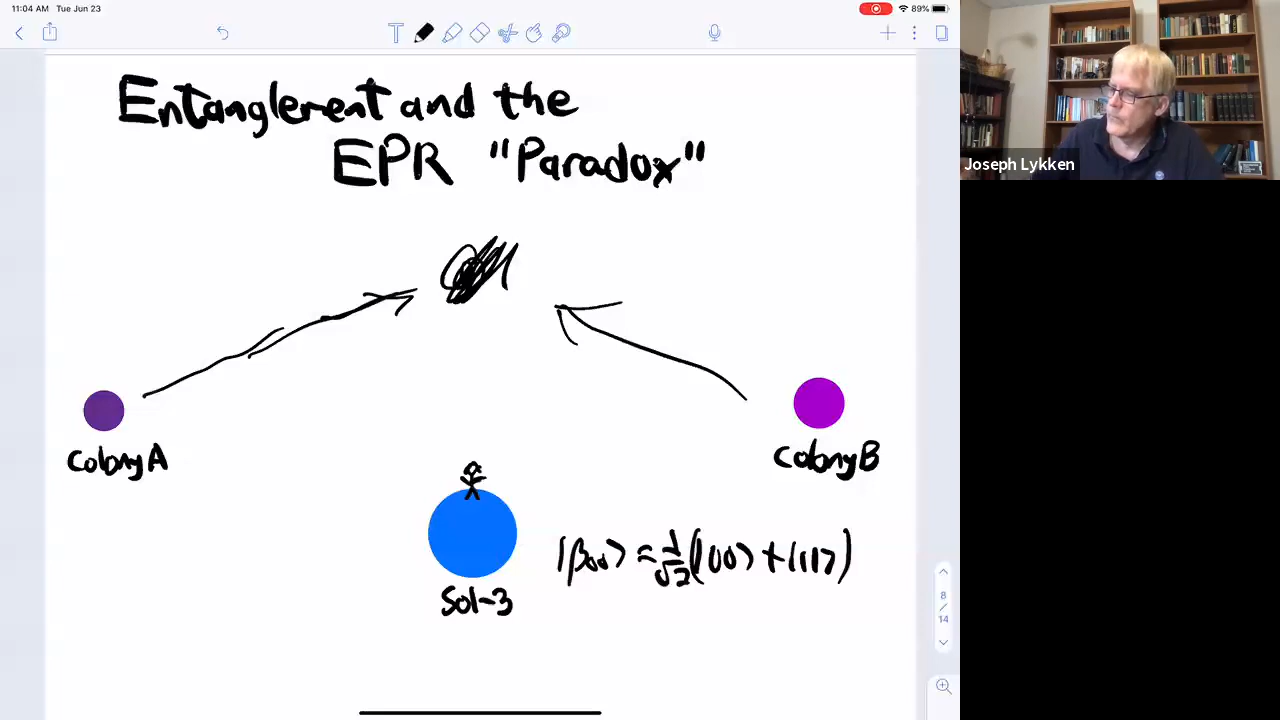 11:04 AM Tue Jun 23
89%
Entanglement and the
EPR "Paradox"
Joseph Lykken
Colony A
Colony B
|β00⟩ = 1/√2 (|00⟩ + |11⟩)
Sol-3
8
/
14